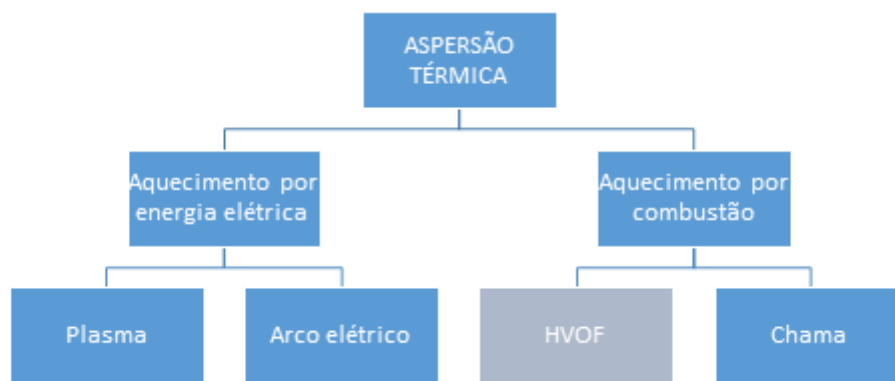 ASPERSÃO
TÉRMICA
Aquecimento por
energia elétrica
Aquecimento por
combustão
Plasma
Arco elétrico
HVOF
Chama